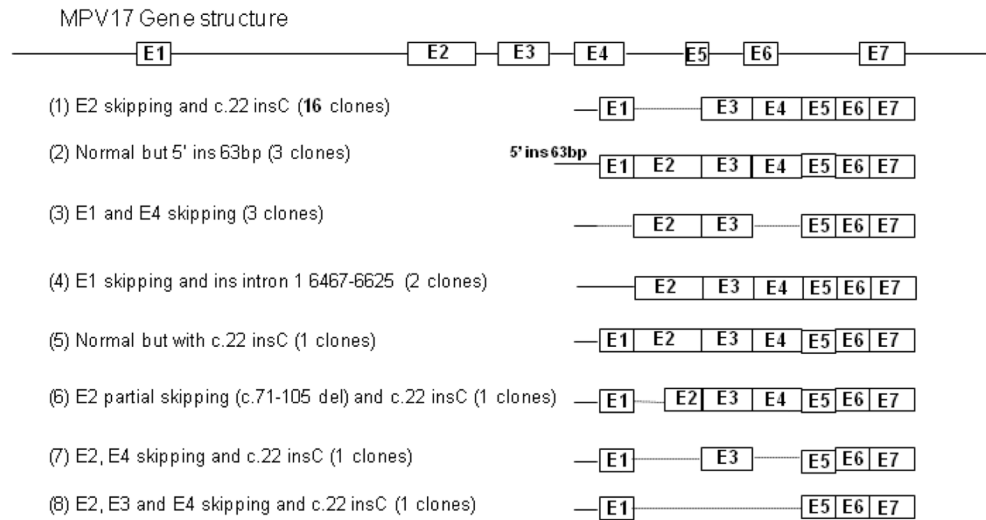 MPV17 Gene structure
E1 E2 E3 E4 E5 E6 E7
(1) E2 skipping and c.22 insC (16 clones) E1 E3 E4 E5 E6 E7
(2) Normal but 5' ins 63bp (3 clones) 5' ins 63bp E1 E2 E3 E4 E5 E6 E7
(3) E1 and E4 skipping (3 clones) E2 E3 E5 E6 E7
(4) E1 skipping and ins intron 1 6467-6625 (2 clones) E2 E3 E4 E5 E6 E7
(5) Normal but with c.22 insC (1 clones) E1 E2 E3 E4 E5 E6 E7
(6) E2 partial skipping (c.71-105 del) and c.22 insC (1 clones) E1 E2 E3 E4 E5 E6 E7
(7) E2, E4 skipping and c.22 insC (1 clones) E1 E3 E5 E6 E7
(8) E2, E3 and E4 skipping and c.22 insC (1 clones) E1 E5 E6 E7